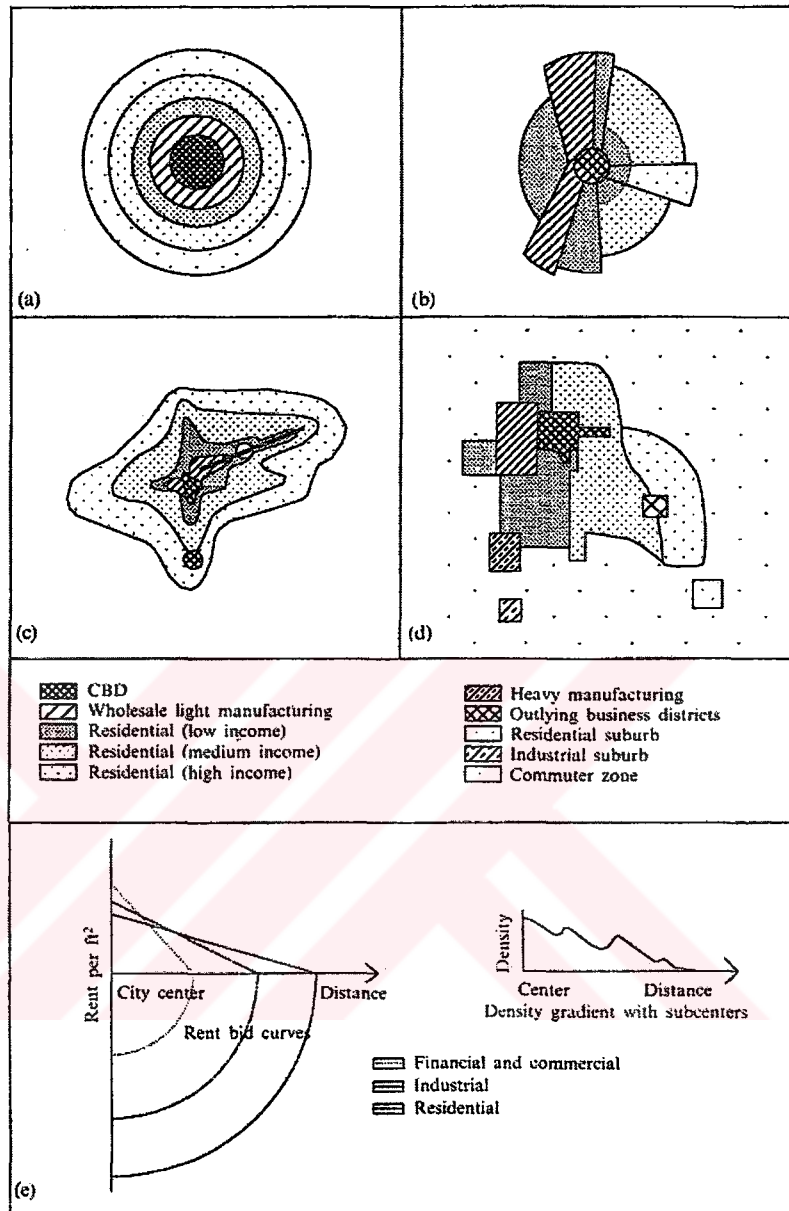 (a)
(b)
(c)
(d)
CBD
Wholesale light manufacturing
Residential (low income)
Residential (medium income)
Residential (high income)
Heavy manufacturing
Outlying business districts
Residential suburb
Industrial suburb
Commuter zone
Rent per ft²
City center
Distance
Rent bid curves
Density
Center
Distance
Density gradient with subcenters
Financial and commercial
Industrial
Residential
(e)